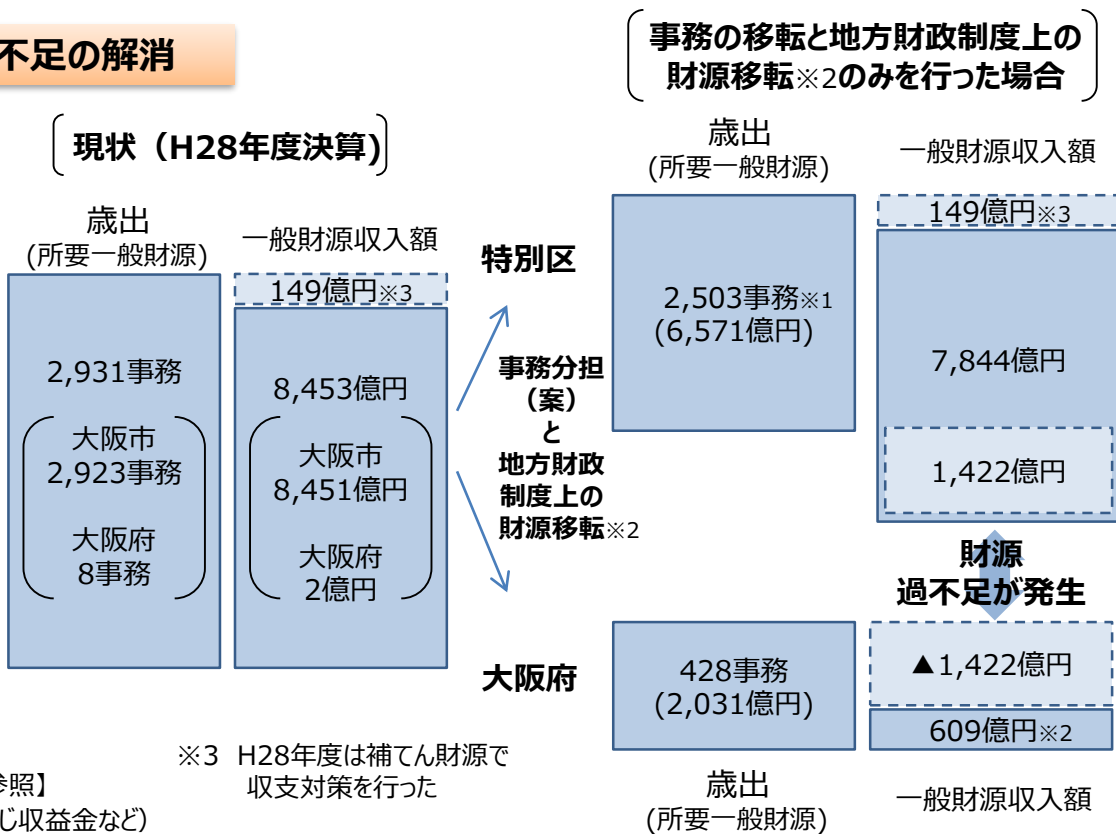 不足の解消
現状（H28年度決算)
歳出
(所要一般財源)
一般財源収入額
2,931事務
大阪市
2,923事務
大阪府
8事務
149億円※3
8,453億円
大阪市
8,451億円
大阪府
2億円
特別区
事務分担
（案）
と
地方財政
制度上の
財源移転※2
大阪府
事務の移転と地方財政制度上の
財源移転※2のみを行った場合
歳出
(所要一般財源)
一般財源収入額
2,503事務※1
(6,571億円)
149億円※3
7,844億円
1,422億円
財源
過不足が発生
428事務
(2,031億円)
▲1,422億円
609億円※2
歳出
(所要一般財源)
一般財源収入額
※3 H28年度は補てん財源で
収支対策を行った
参照】
じ収益金など）